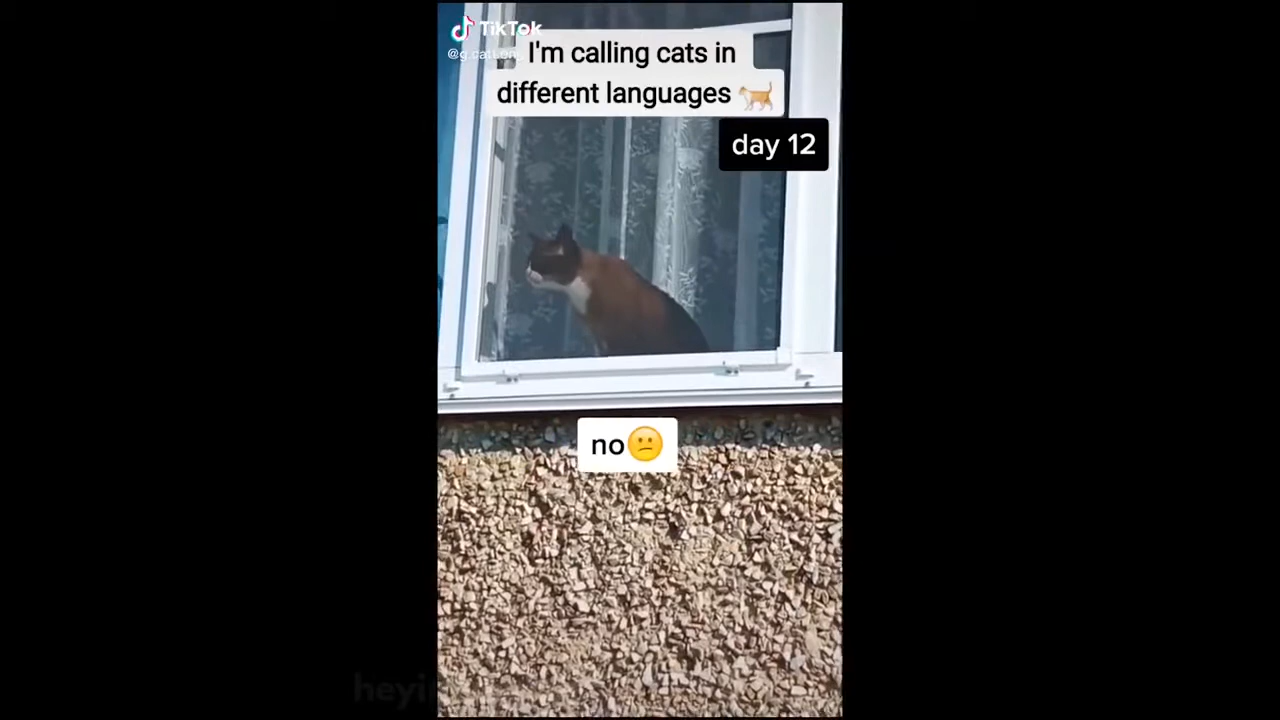 TikTok
I'm calling cats in
different languages 🐈
day 12
no😕